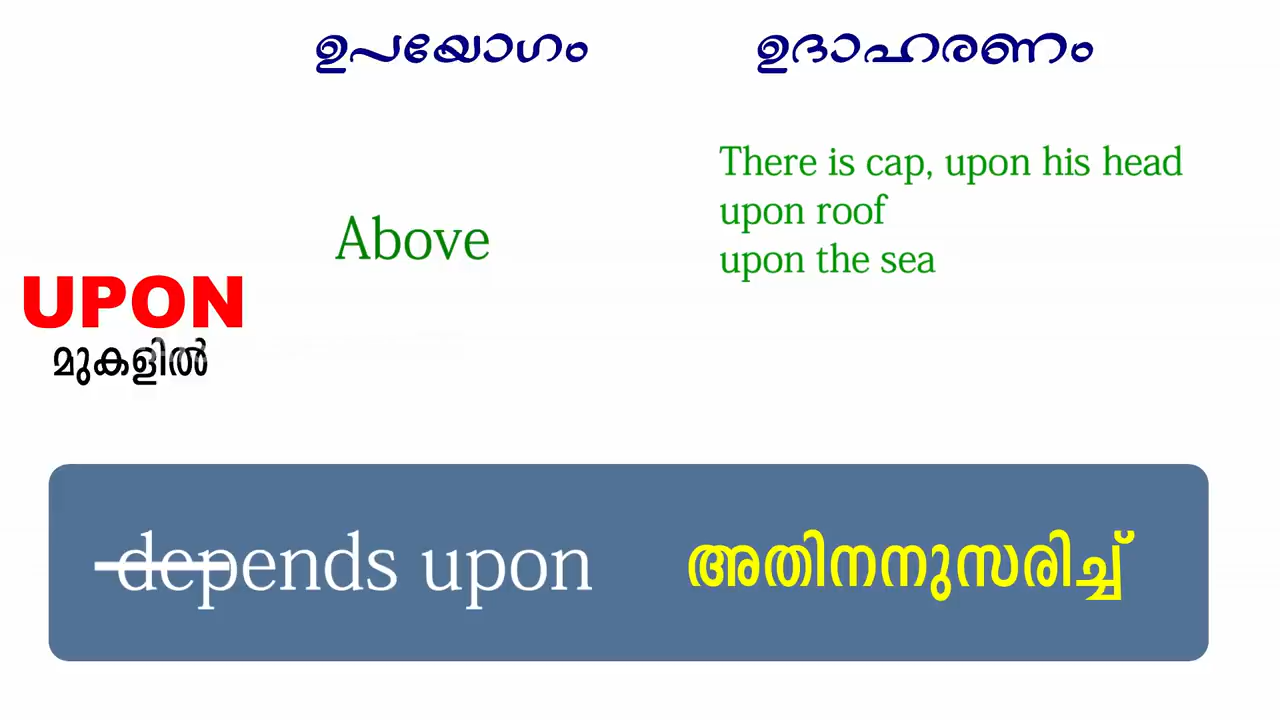 ഉപയോഗം ഉദാഹരണം
There is cap, upon his head
upon roof
upon the sea
Above
UPON
മുകളിൽ
depends upon അതിനനുസരിച്ച്